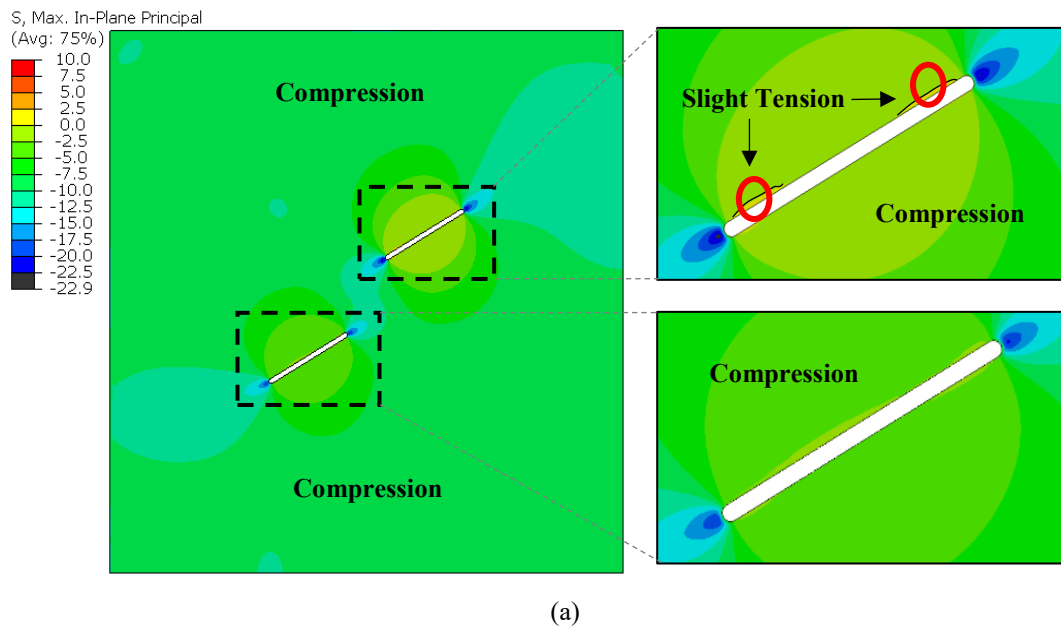 S, Max. In-Plane Principal
(Avg: 75%)
10.0
7.5
5.0
2.5
0.0
-2.5
-5.0
-7.5
-10.0
-12.5
-15.0
-17.5
-20.0
-22.5
-22.9
Compression
Compression
Slight Tension
Compression
Compression
(a)